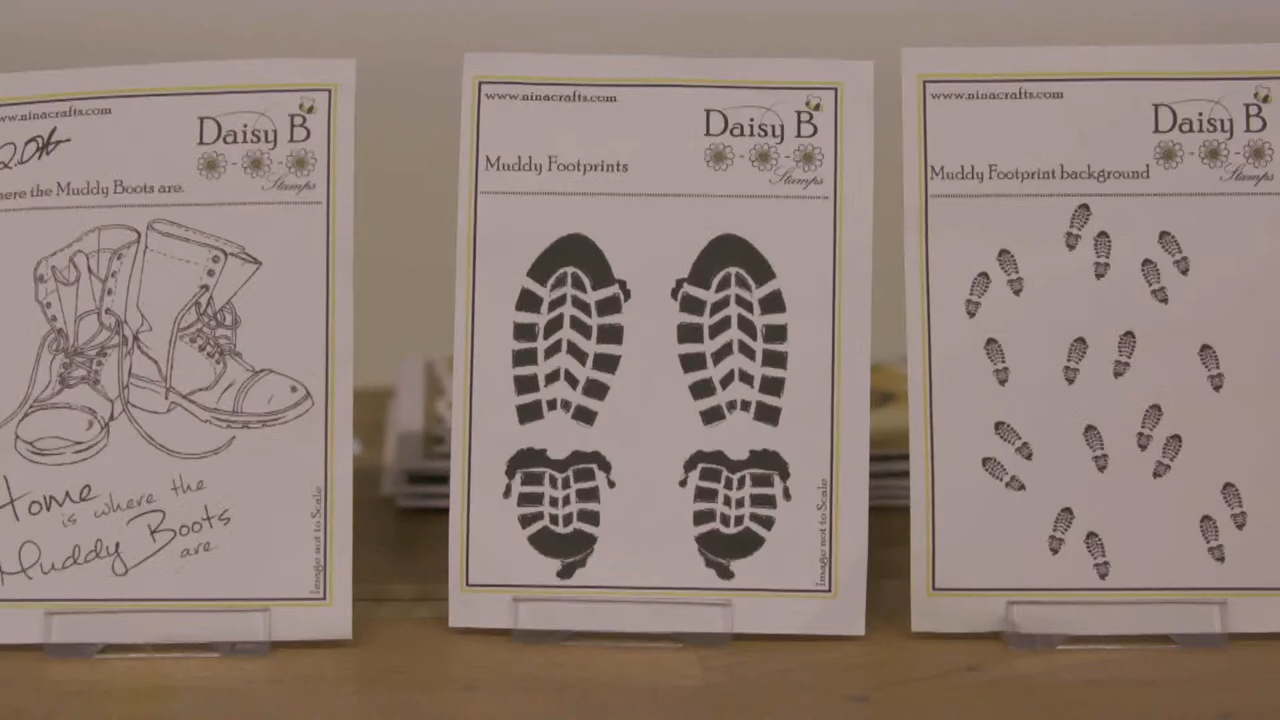 www.ninacrafts.com
Daisy B
Stamps
where the Muddy Boots are.
Home
is where the
Muddy Boots
are.
Image not to Scale
www.ninacrafts.com
Daisy B
Muddy Footprints
Stamps
Image not to Scale
www.ninacrafts.com
Daisy B
Muddy Footprint background
Stamps